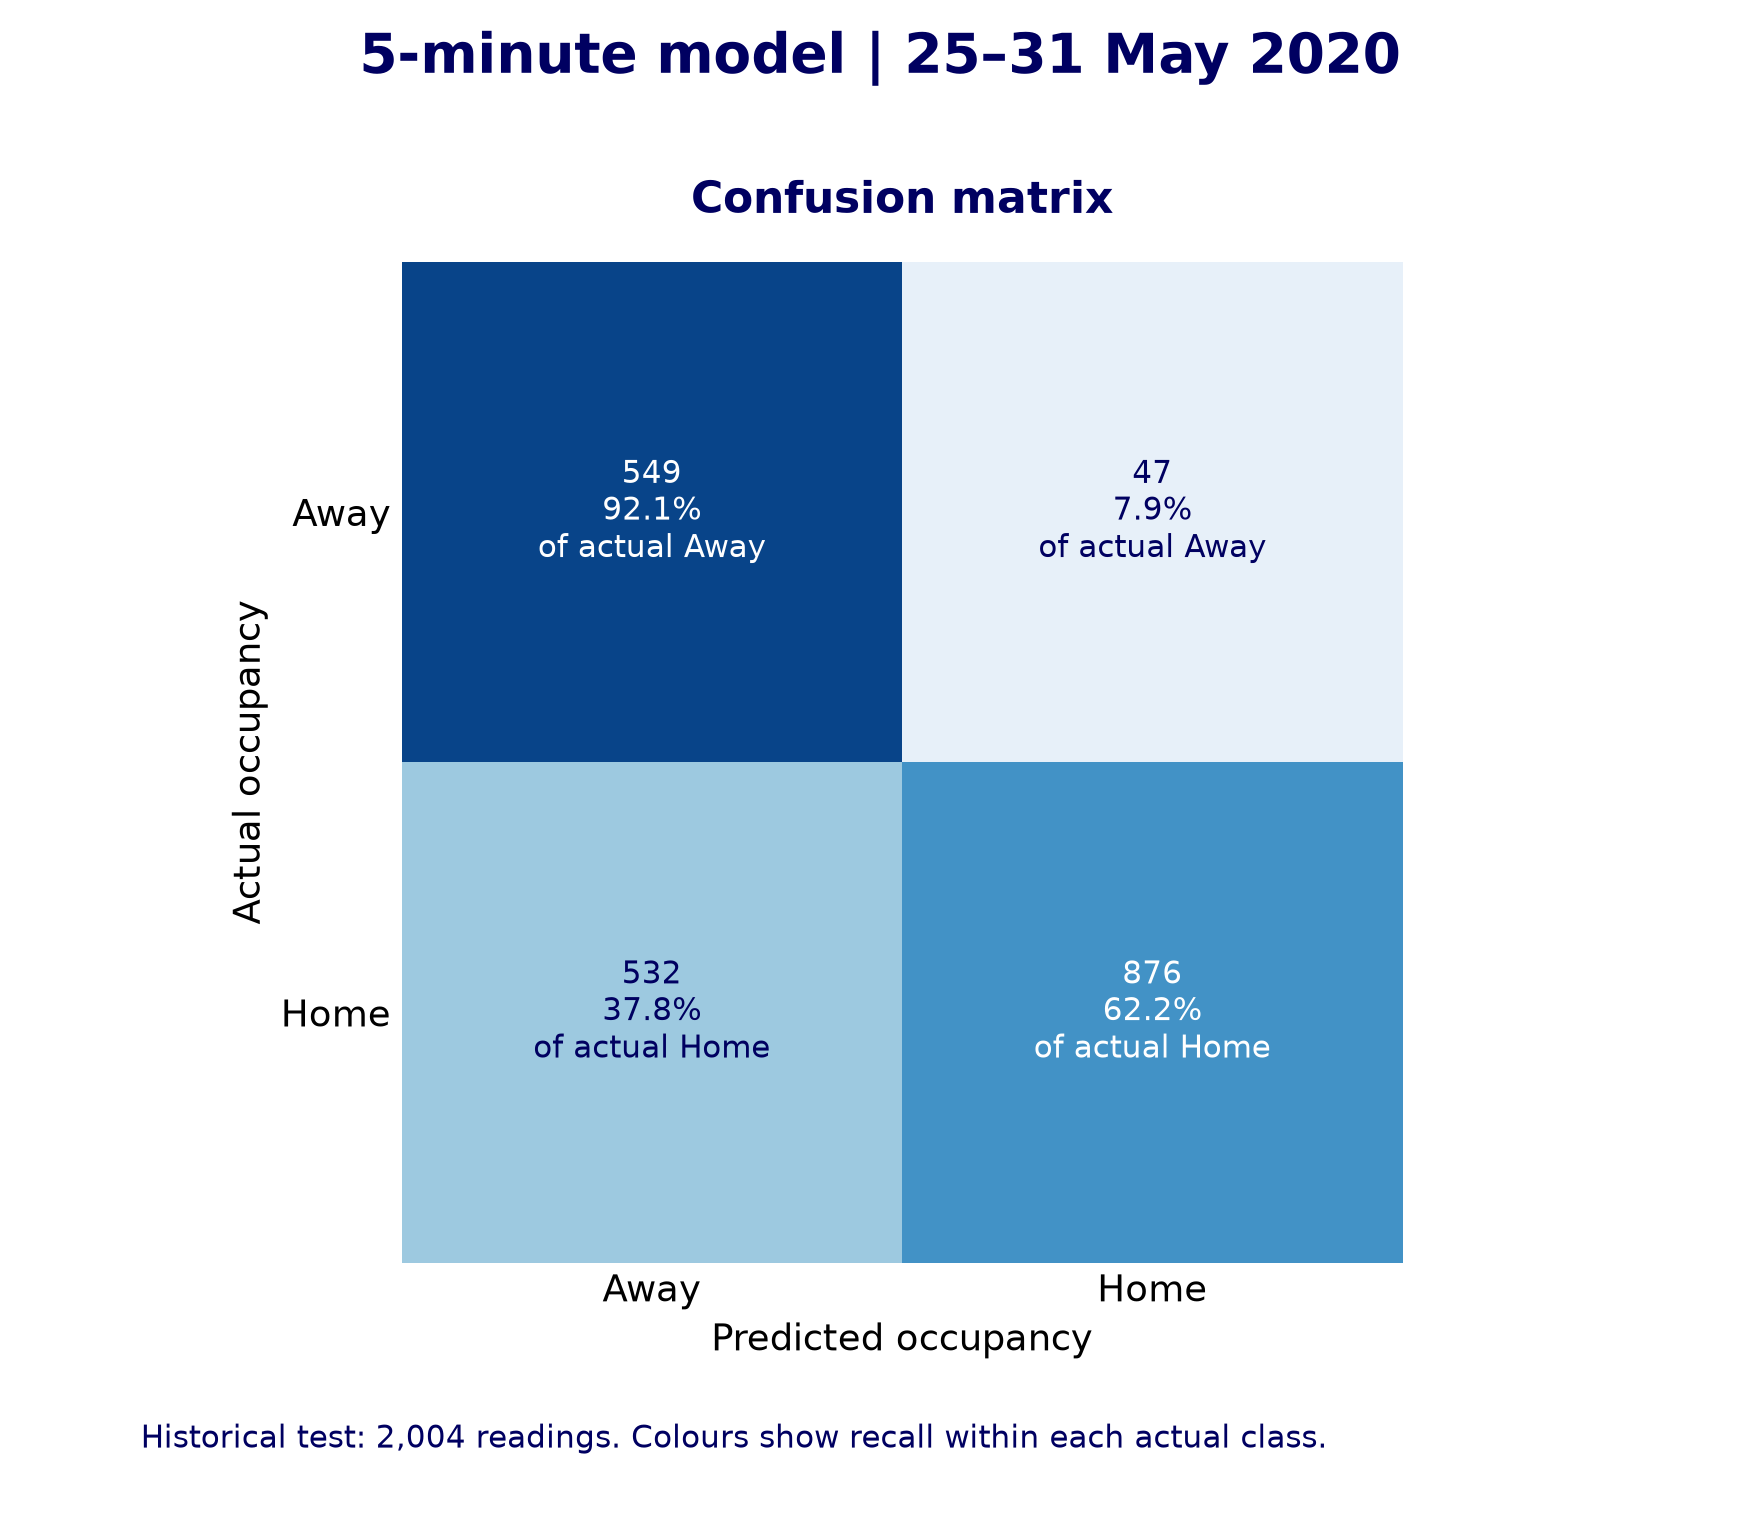 5-minute model | 25–31 May 2020
Confusion matrix
Actual occupancy
Away
549
92.1%
of actual Away
47
7.9%
of actual Away
Home
532
37.8%
of actual Home
876
62.2%
of actual Home
Away
Home
Predicted occupancy
Historical test: 2,004 readings. Colours show recall within each actual class.